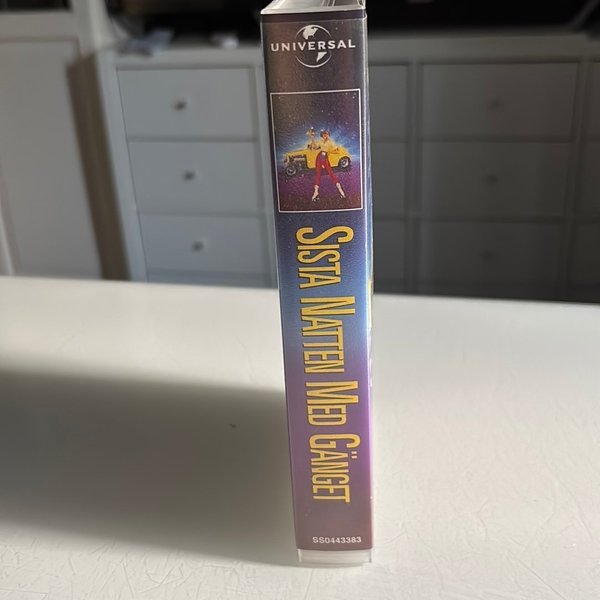 UNIVERSAL
SISTA NATTEN MED GÄNGET
SS0443383